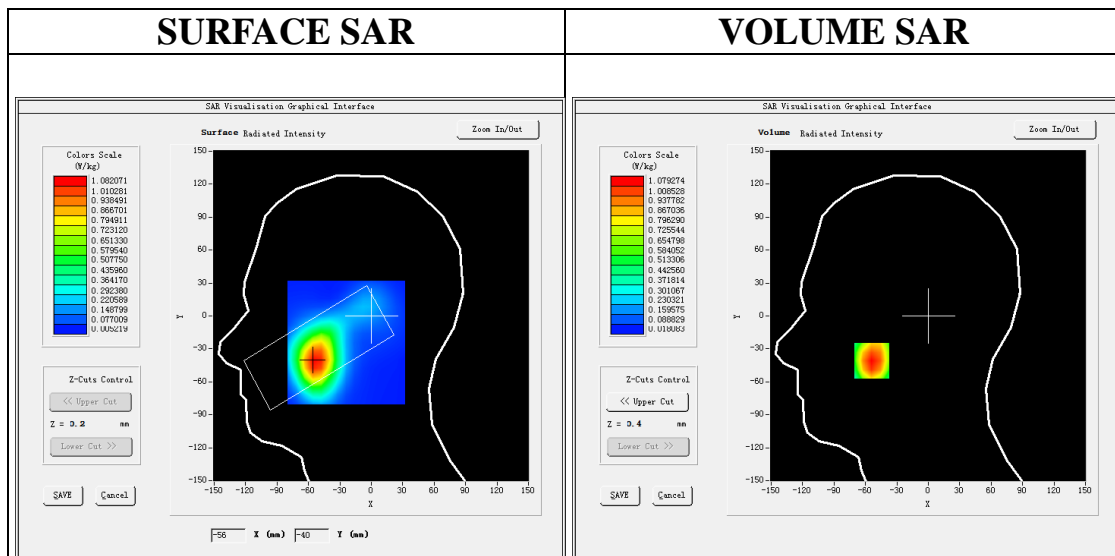 SURFACE SAR
VOLUME SAR
SAR Visualisation Graphical Interface
Surface Radiated Intensity
Zoom In/Out
Colors Scale
(W/kg)
1.082071
1.010281
0.938491
0.866701
0.794911
0.723120
0.651330
0.579540
0.507750
0.435960
0.364170
0.292380
0.220589
0.148799
0.077009
0.005219
150
120
90
60
30
0
-30
-60
-90
-120
-150
Y
-150 -120 -90 -60 -30 0 30 60 90 120 150
X
Z-Cuts Control
<< Upper Cut
Z = 0.2 mm
Lower Cut >>
SAVE Cancel
-56 X (mm) -40 Y (mm)
SAR Visualisation Graphical Interface
Volume Radiated Intensity
Zoom In/Out
Colors Scale
(W/kg)
1.079274
1.008528
0.937782
0.867036
0.796290
0.725544
0.654798
0.584052
0.513306
0.442560
0.371814
0.301067
0.230321
0.159575
0.088829
0.018083
150
120
90
60
30
0
-30
-60
-90
-120
-150
Y
-150 -120 -90 -60 -30 0 30 60 90 120 150
X
Z-Cuts Control
<< Upper Cut
Z = 0.4 mm
Lower Cut >>
SAVE Cancel